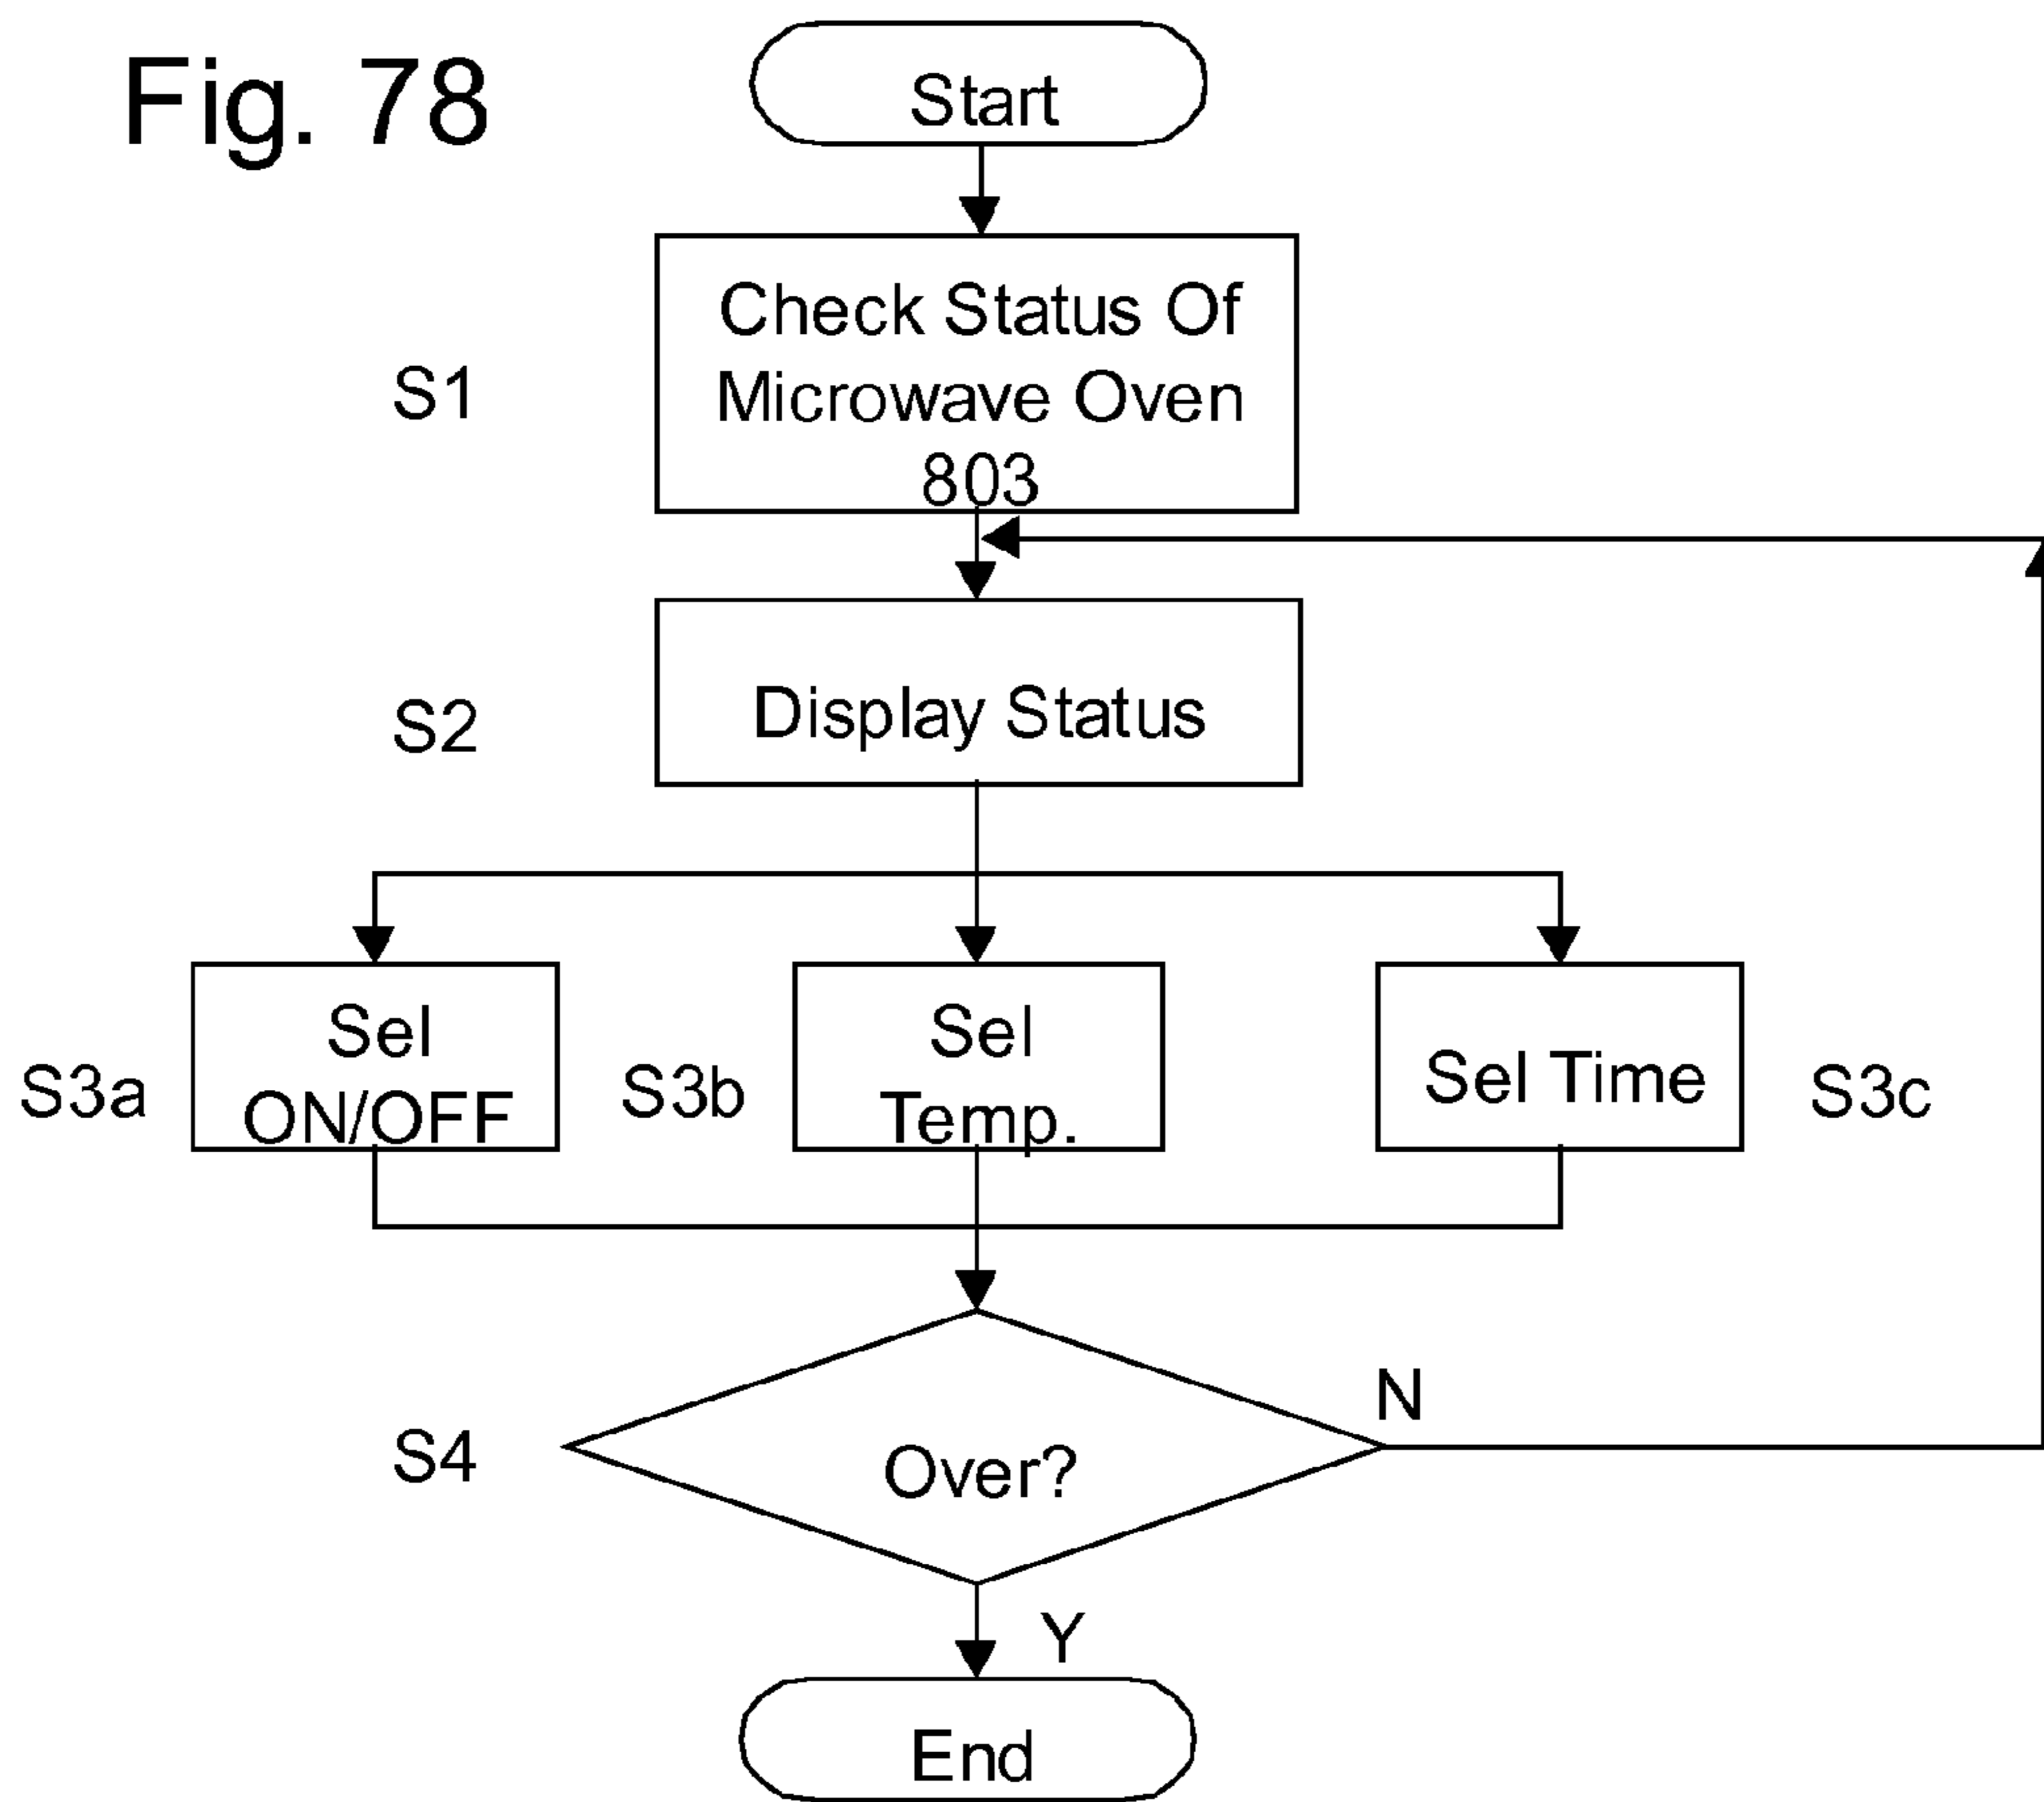 Fig. 78
Start
S1
Check Status Of
Microwave Oven
803
S2
Display Status
S3a
Sel
ON/OFF
S3b
Sel
Temp.
Sel Time
S3c
S4
Over?
N
Y
End